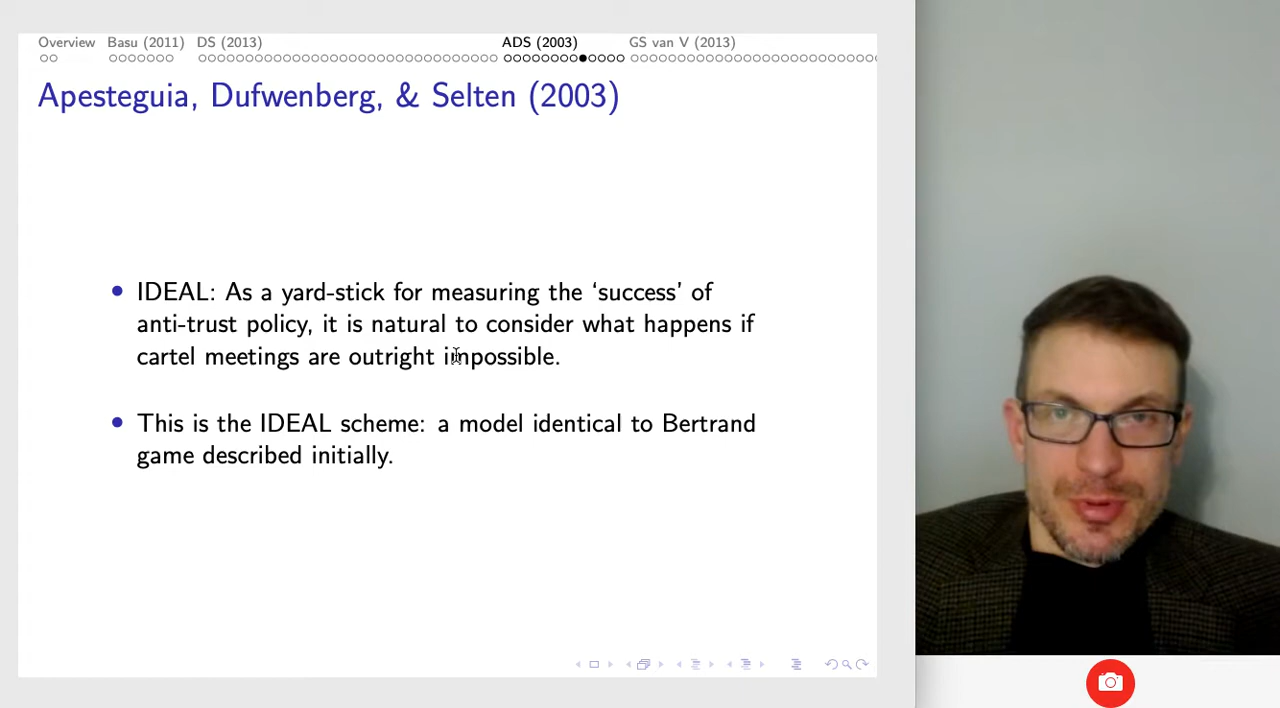 Overview Basu (2011) DS (2013) ADS (2003) GS van V (2013)
Apesteguia, Dufwenberg, & Selten (2003)
• IDEAL: As a yard-stick for measuring the ‘success’ of
anti-trust policy, it is natural to consider what happens if
cartel meetings are outright impossible.
• This is the IDEAL scheme: a model identical to Bertrand
game described initially.